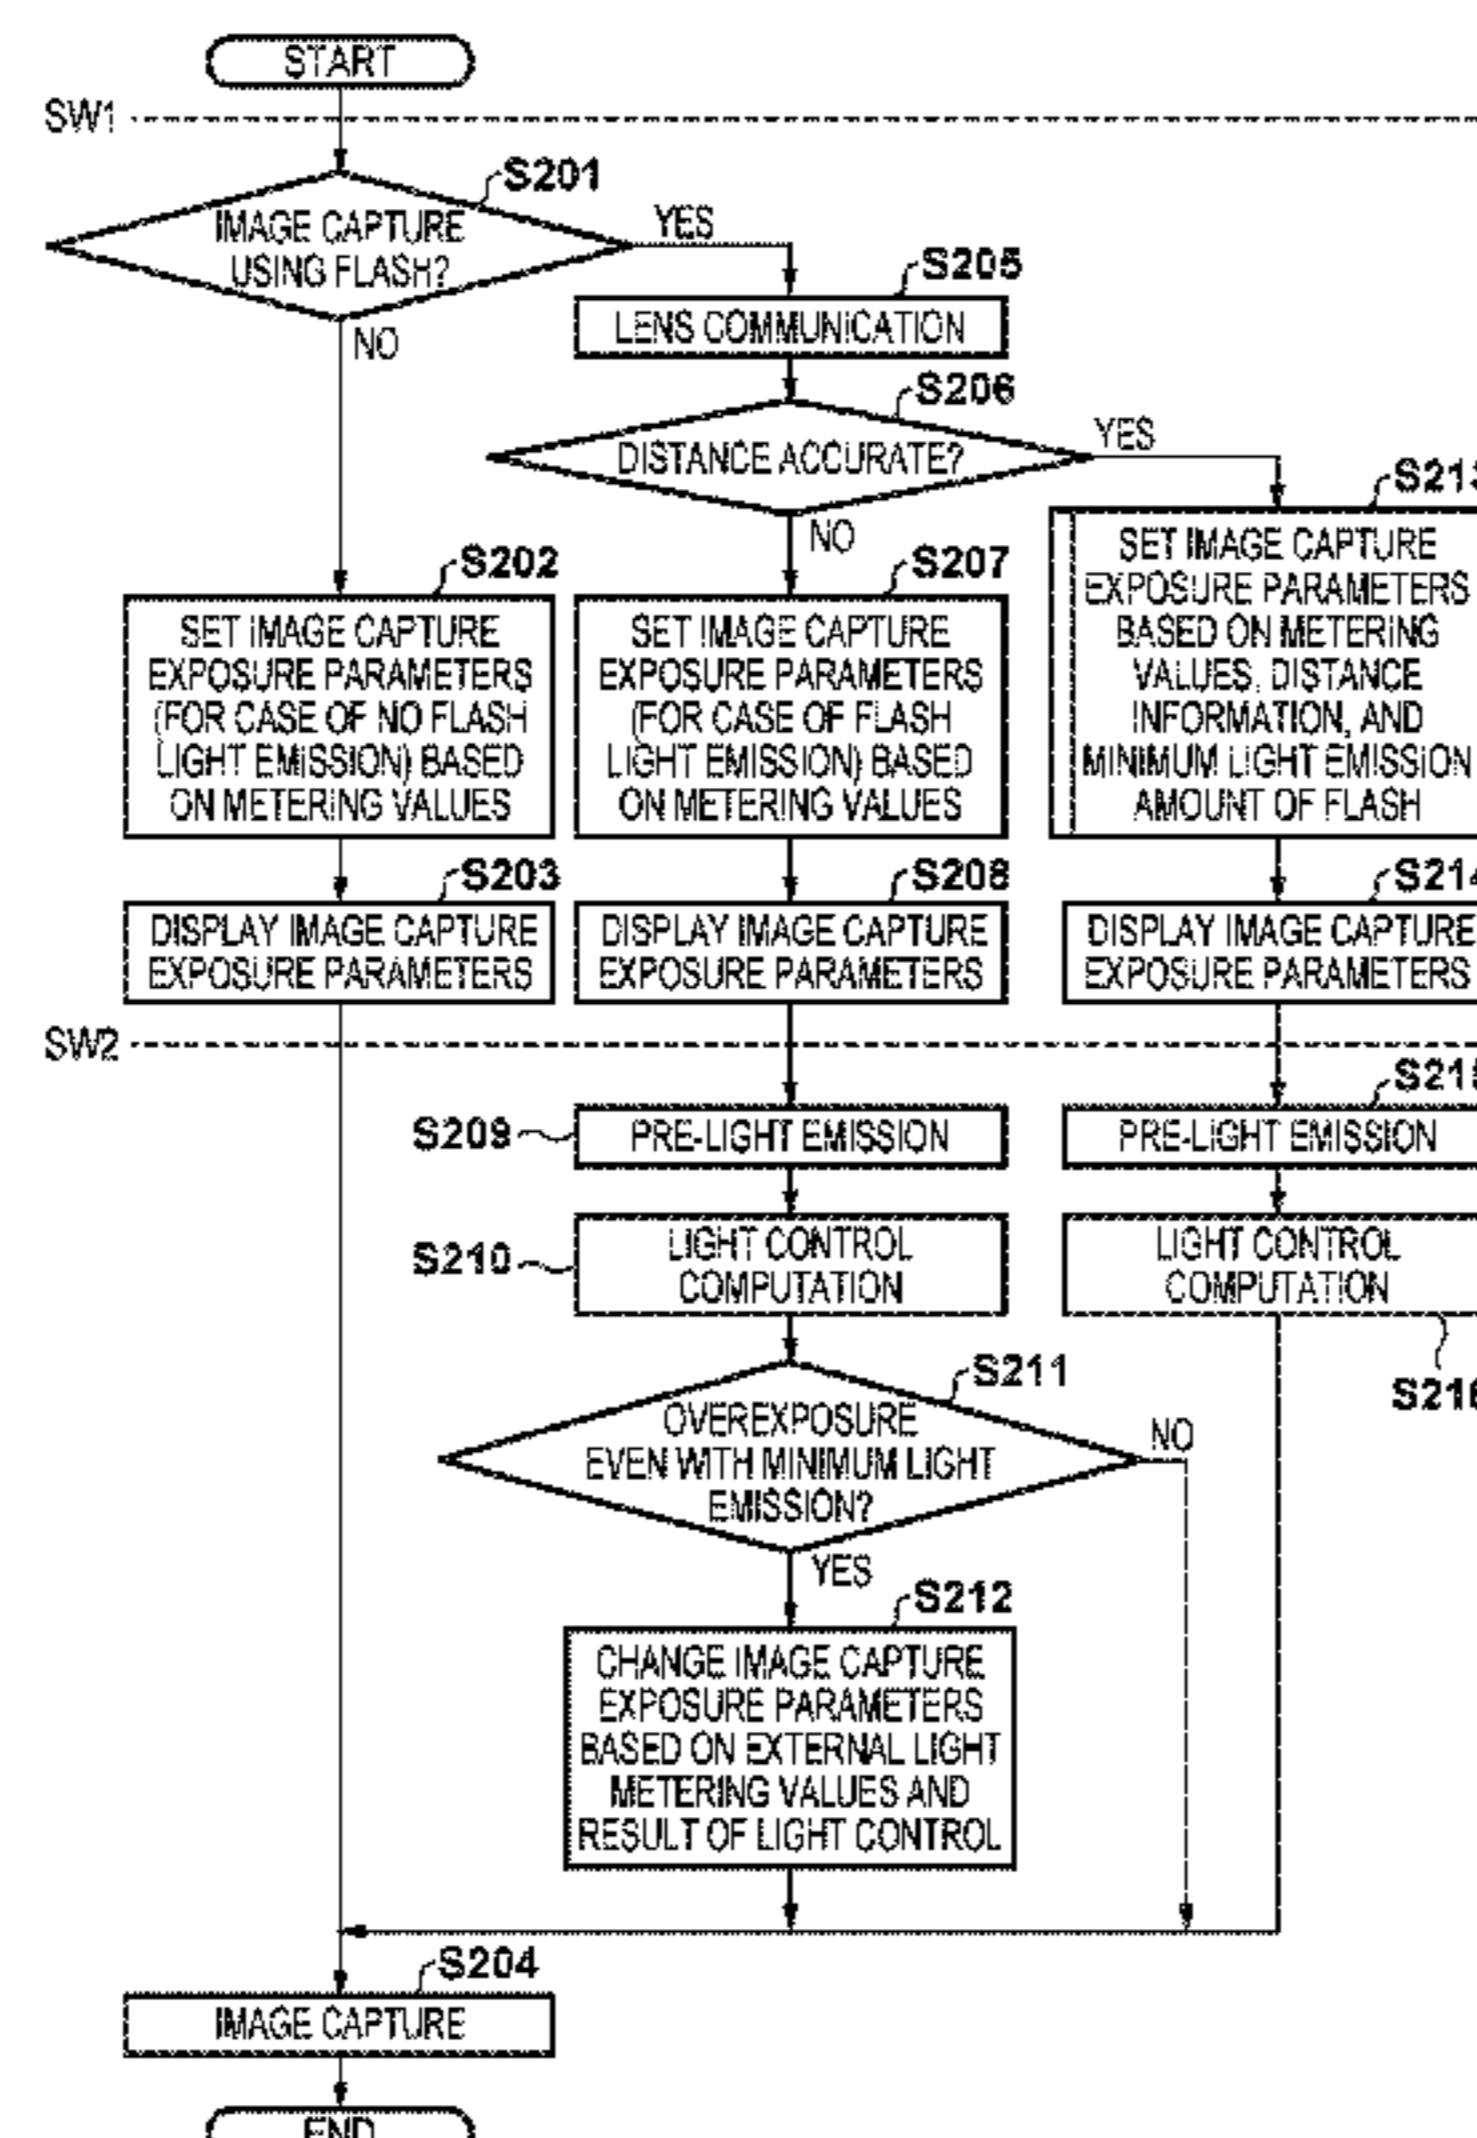 START
SW1
S201
IMAGE CAPTURE
USING FLASH?
YES
NO
S205
LENS COMMUNICATION
S206
DISTANCE ACCURATE?
YES
NO
S202
SET IMAGE CAPTURE
EXPOSURE PARAMETERS
(FOR CASE OF NO FLASH
LIGHT EMISSION) BASED
ON METERING VALUES
S207
SET IMAGE CAPTURE
EXPOSURE PARAMETERS
(FOR CASE OF FLASH
LIGHT EMISSION) BASED
ON METERING VALUES
S213
SET IMAGE CAPTURE
EXPOSURE PARAMETERS
BASED ON METERING
VALUES, DISTANCE
INFORMATION, AND
MINIMUM LIGHT EMISSION
AMOUNT OF FLASH
S203
DISPLAY IMAGE CAPTURE
EXPOSURE PARAMETERS
S208
DISPLAY IMAGE CAPTURE
EXPOSURE PARAMETERS
S214
DISPLAY IMAGE CAPTURE
EXPOSURE PARAMETERS
SW2
S209
PRE-LIGHT EMISSION
S215
PRE-LIGHT EMISSION
S210
LIGHT CONTROL
COMPUTATION
LIGHT CONTROL
COMPUTATION
S216
S211
OVEREXPOSURE
EVEN WITH MINIMUM LIGHT
EMISSION?
NO
YES
S212
CHANGE IMAGE CAPTURE
EXPOSURE PARAMETERS
BASED ON EXTERNAL LIGHT
METERING VALUES AND
RESULT OF LIGHT CONTROL
S204
IMAGE CAPTURE
END